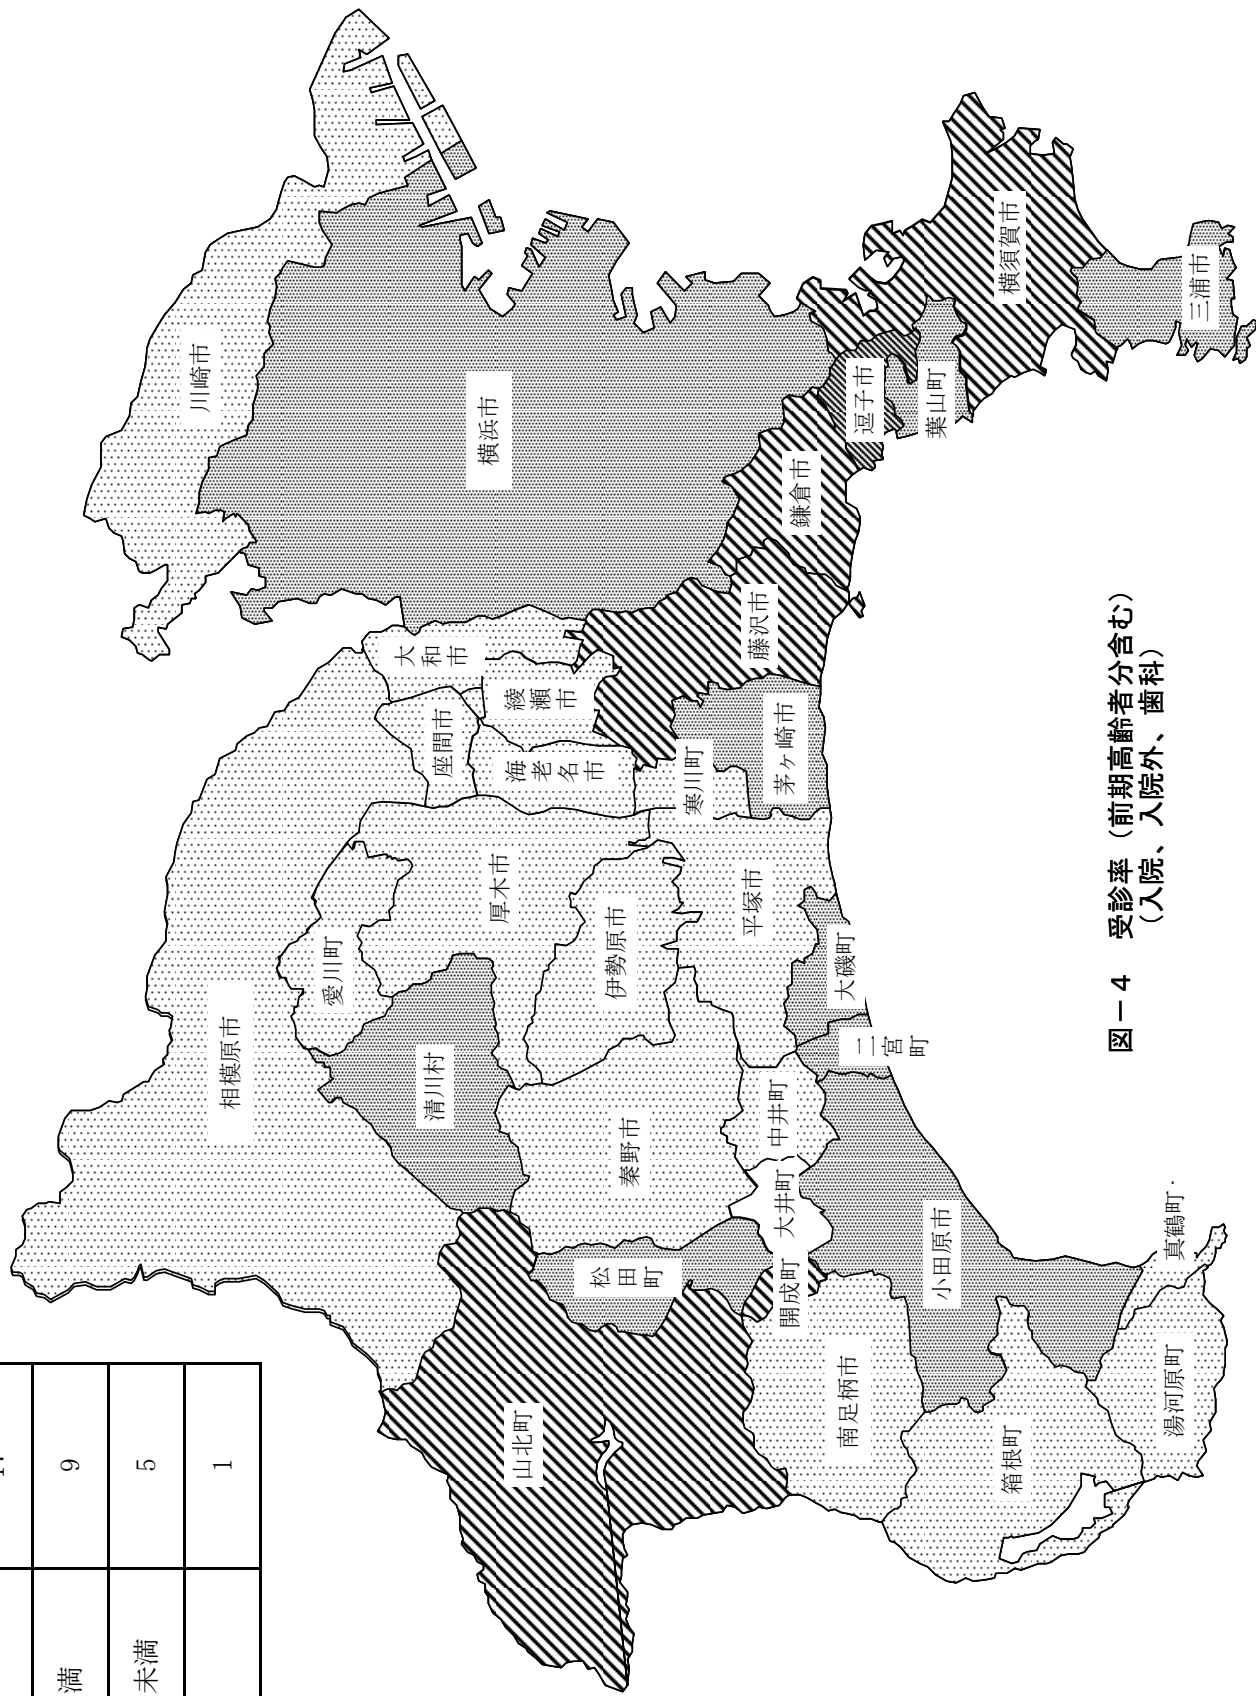 図－４　受診率（前期高齢者分含む）
（入院、入院外、歯科）
川崎市
横浜市
横須賀市
三浦市
逗子市
葉山町
鎌倉市
藤沢市
大和市
綾瀬市
座間市
海老名市
寒川町
茅ヶ崎市
相模原市
愛川町
厚木市
清川村
伊勢原市
平塚市
大磯町
二宮町
秦野市
中井町
大井町
松田町
開成町
小田原市
真鶴町
湯河原町
箱根町
南足柄市
山北町
満 9
未満 5
1